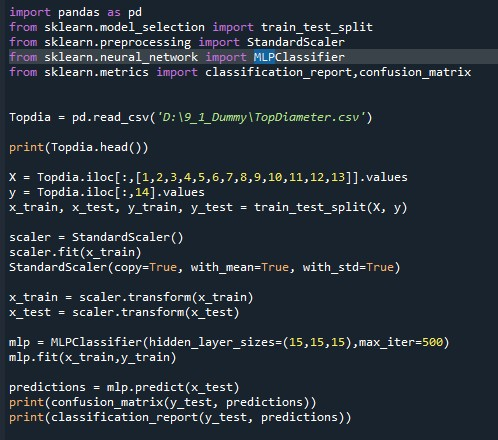 import pandas as pd
from sklearn.model_selection import train_test_split
from sklearn.preprocessing import StandardScaler
from sklearn.neural_network import MLPClassifier
from sklearn.metrics import classification_report,confusion_matrix
Topdia = pd.read_csv('D:\9_1_Dummy\TopDiameter.csv')
print(Topdia.head())
X = Topdia.iloc[:,[1,2,3,4,5,6,7,8,9,10,11,12,13]].values
y = Topdia.iloc[:,14].values
x_train, x_test, y_train, y_test = train_test_split(X, y)
scaler = StandardScaler()
scaler.fit(x_train)
StandardScaler(copy=True, with_mean=True, with_std=True)
x_train = scaler.transform(x_train)
x_test = scaler.transform(x_test)
mlp = MLPClassifier(hidden_layer_sizes=(15,15,15),max_iter=500)
mlp.fit(x_train,y_train)
predictions = mlp.predict(x_test)
print(confusion_matrix(y_test, predictions))
print(classification_report(y_test, predictions))